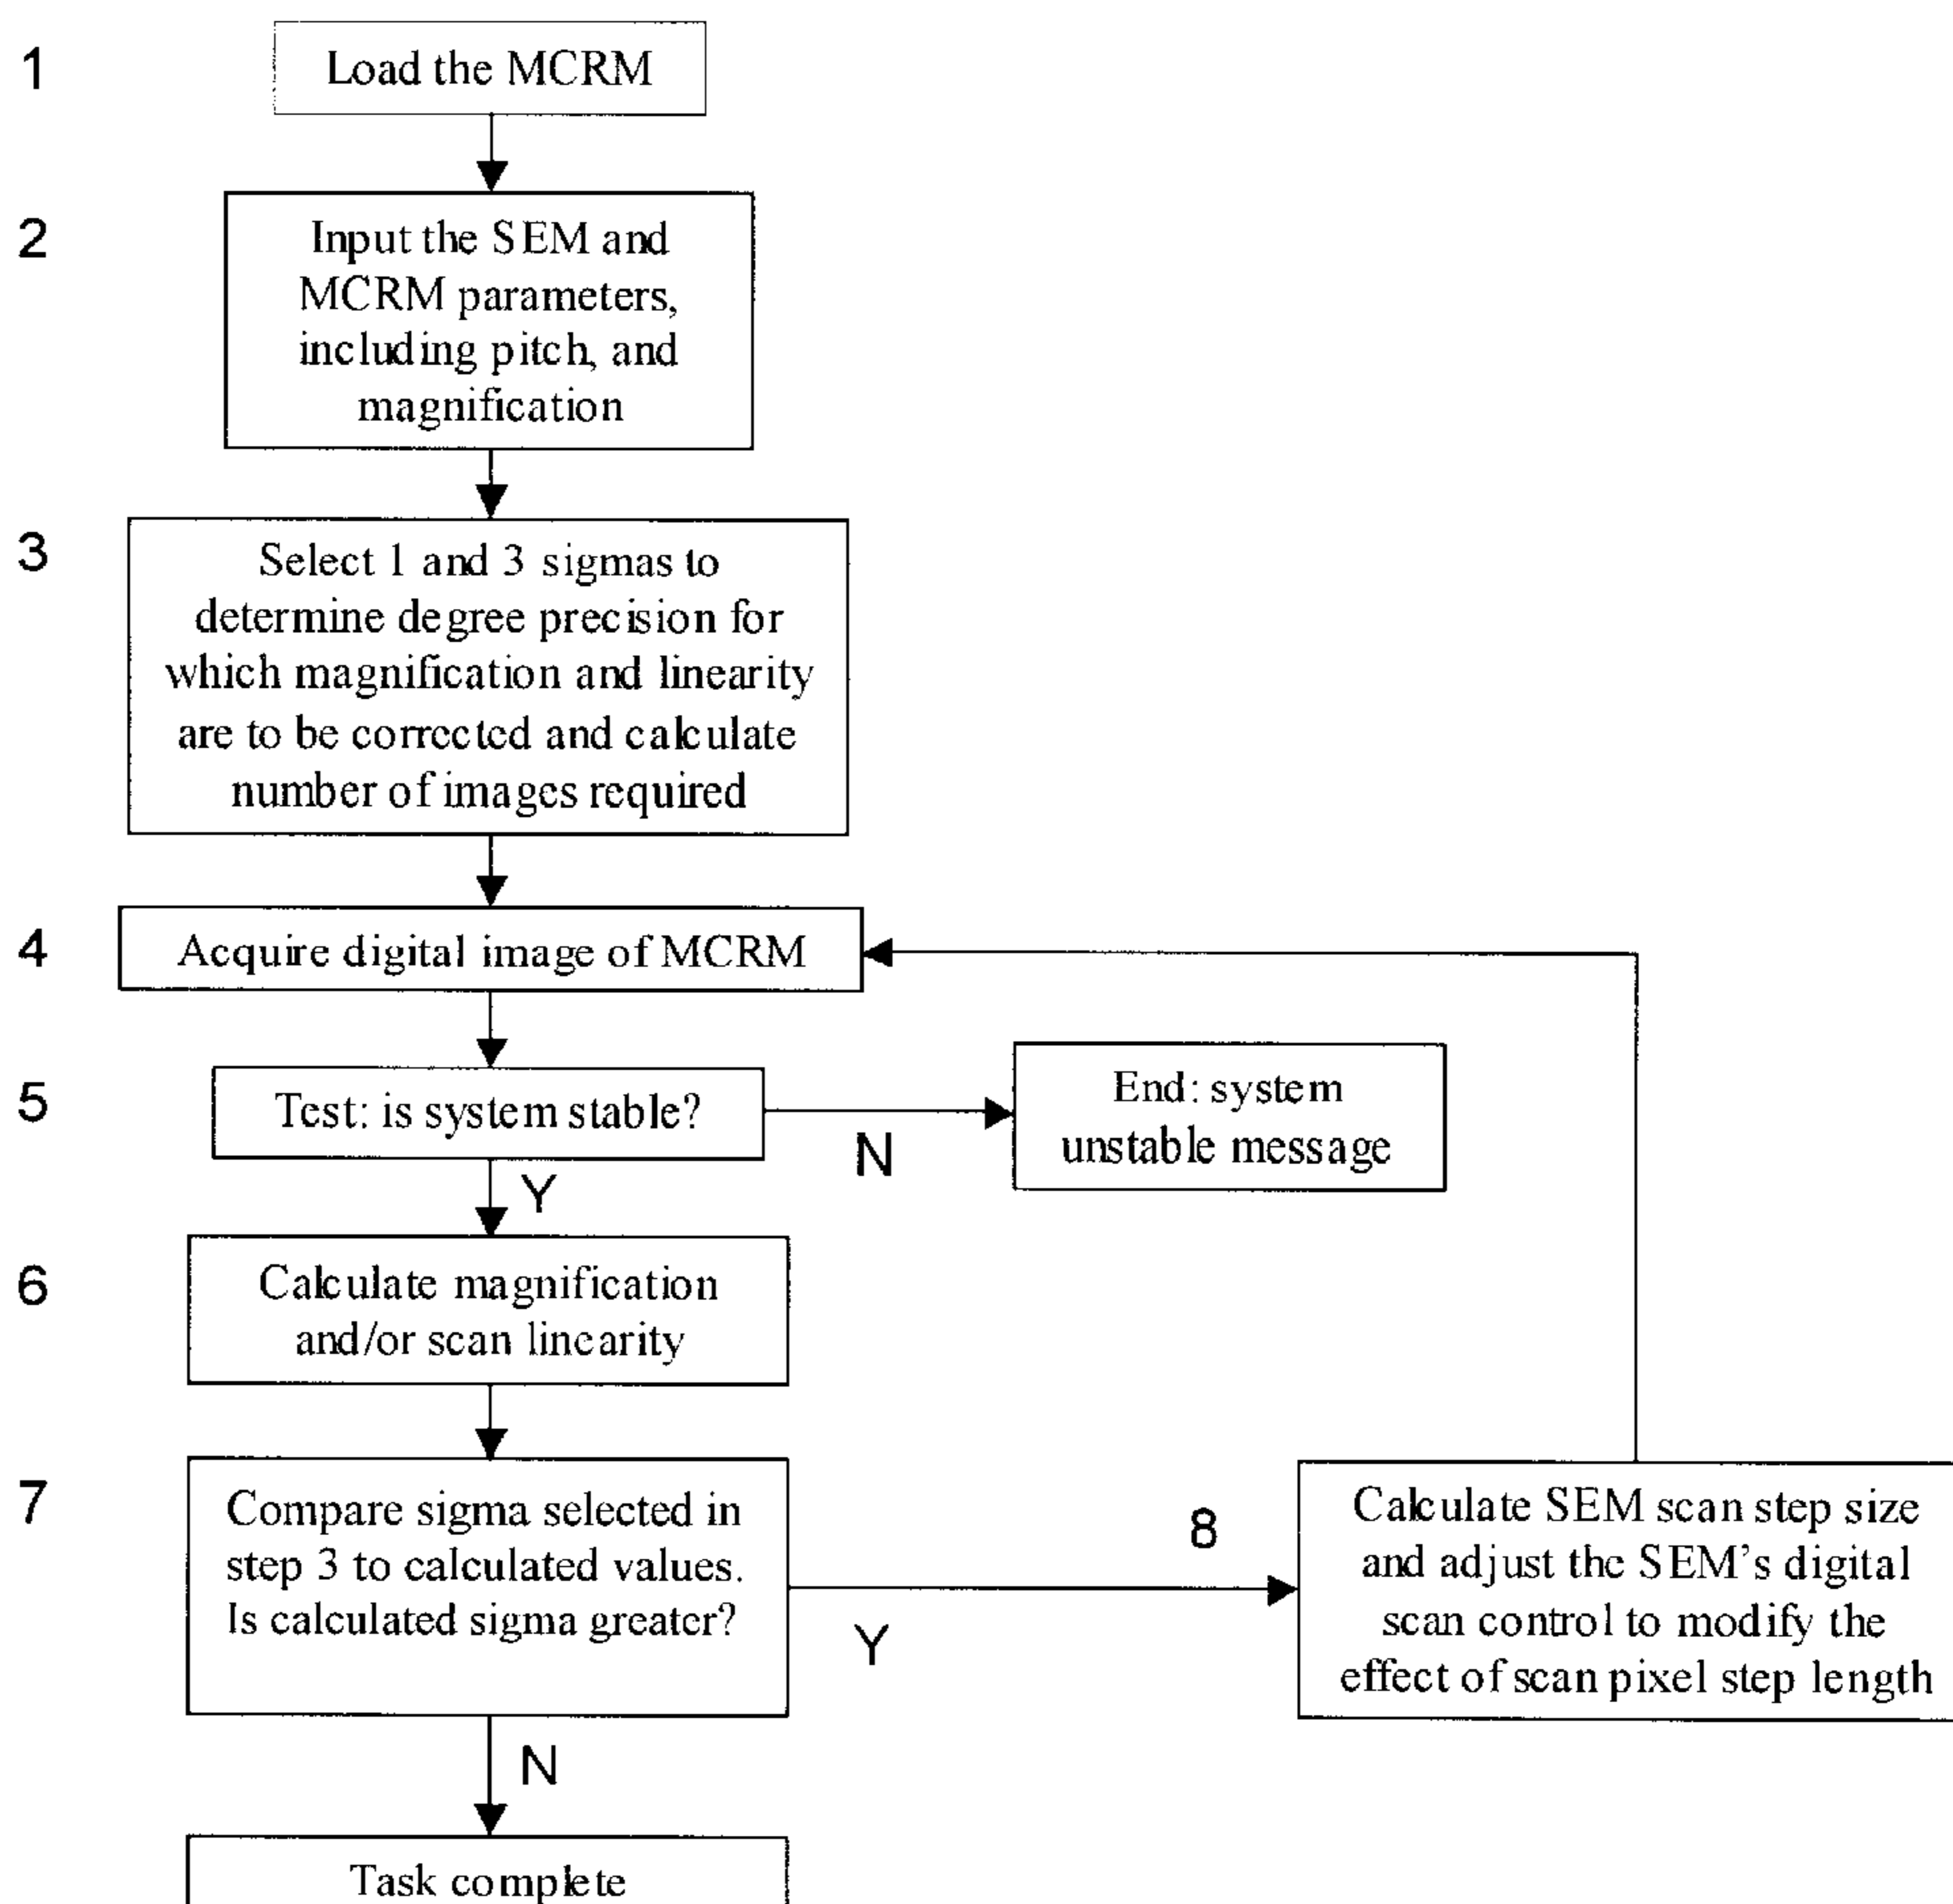 1
Load the MCRM
2
Input the SEM and
MCRM parameters,
including pitch, and
magnification
3
Select 1 and 3 sigmas to
determine degree precision for
which magnification and linearity
are to be corrected and calculate
number of images required
4
Acquire digital image of MCRM
5
Test: is system stable?
N
End: system
unstable message
Y
6
Calculate magnification
and/or scan linearity
7
Compare sigma selected in
step 3 to calculated values.
Is calculated sigma greater?
Y
8
Calculate SEM scan step size
and adjust the SEM's digital
scan control to modify the
effect of scan pixel step length
N
Task complete